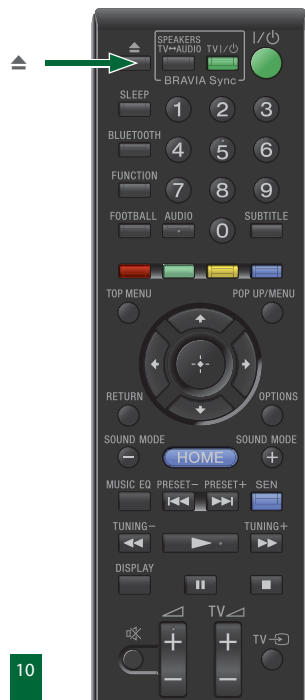 SPEAKERS
TV↔AUDIO TV I/⏻ I/⏻
BRAVIA Sync
SLEEP
1 2 3
BLUETOOTH
4 5 6
FUNCTION
7 8 9
FOOTBALL AUDIO SUBTITLE
0
TOP MENU POP UP/MENU
RETURN OPTIONS
SOUND MODE SOUND MODE
− HOME +
MUSIC EQ PRESET− PRESET+ SEN
TUNING− TUNING+
DISPLAY
TV
+ + TV
− −
10